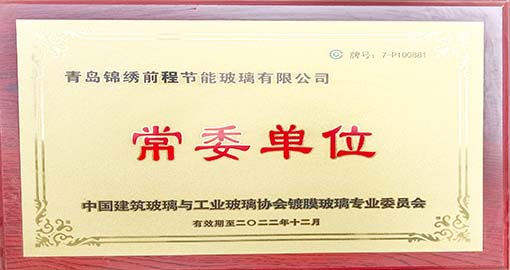 牌号：7-P100881
青岛锦绣前程节能玻璃有限公司
常委单位
中国建筑玻璃与工业玻璃协会镀膜玻璃专业委员会
有效期至二〇二二年十二月